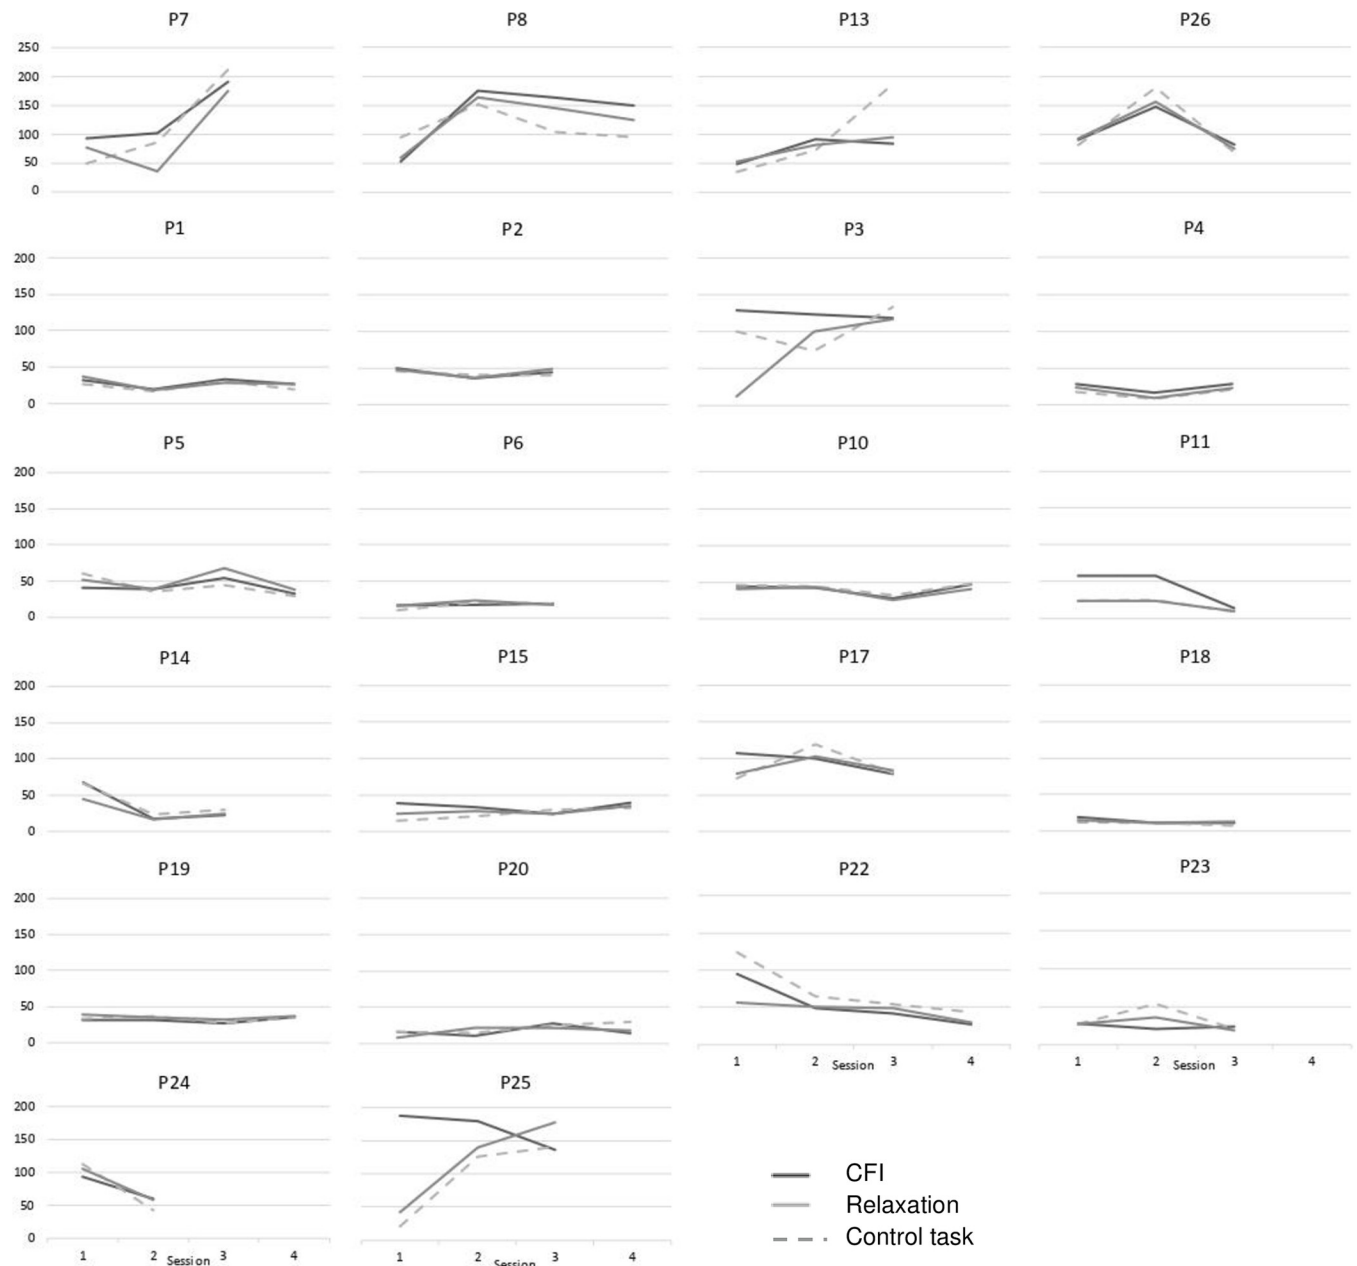 P7 P8 P13 P26
250
200
150
100
50
0
P1 P2 P3 P4
200
150
100
50
0
P5 P6 P10 P11
200
150
100
50
0
P14 P15 P17 P18
200
150
100
50
0
P19 P20 P22 P23
200
150
100
50
0
1 2 Session 3 4 1 2 Session 3 4
P24 P25
200
150
100
50
0
1 2 Session 3 4 1 2 Session 3 4
CFI
Relaxation
Control task